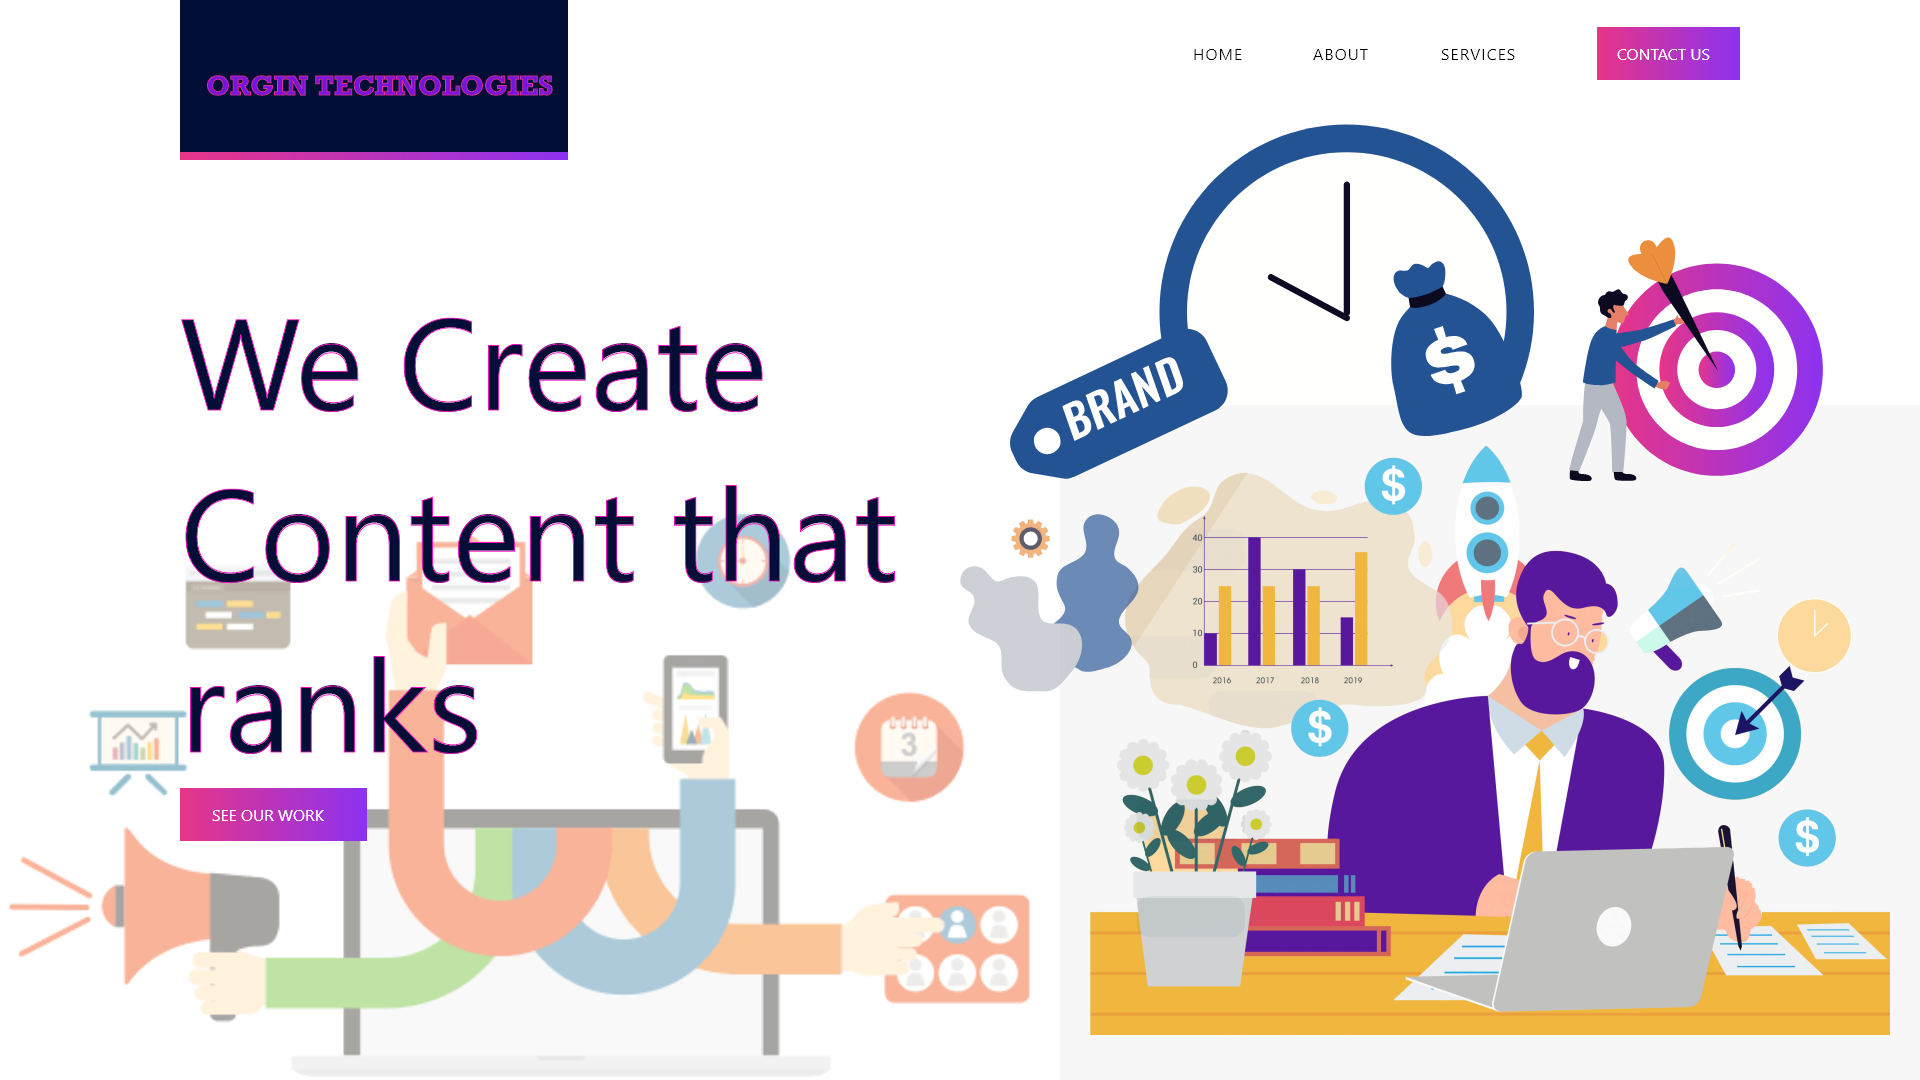 ORGIN TECHNOLOGIES
HOME
ABOUT
SERVICES
CONTACT US
We Create
Content that
ranks
SEE OUR WORK
BRAND
$
$
$
$
40
30
20
10
0
2016
2017
2018
2019
3